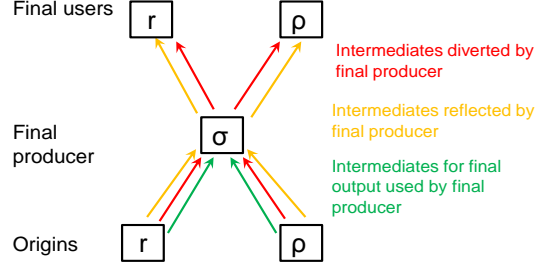 Final users
r
ρ
Intermediates diverted by
final producer
Intermediates reflected by
final producer
Final
producer
σ
Intermediates for final
output used by final
producer
Origins
r
ρ